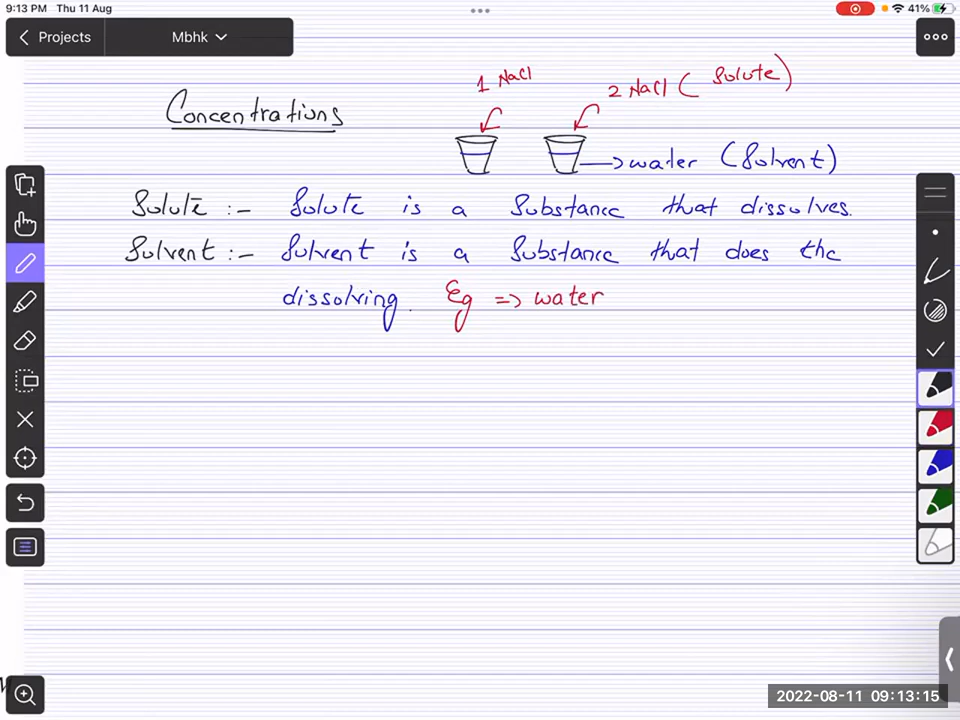 9:13 PM Thu 11 Aug
41%
Projects
Mbhk
1 NaCl
2 NaCl (Solute)
Concentrations
water (Solvent)
Solute :- Solute is a Substance that dissolves.
Solvent :- Solvent is a Substance that does the
dissolving. Eg => water
2022-08-11 09:13:15